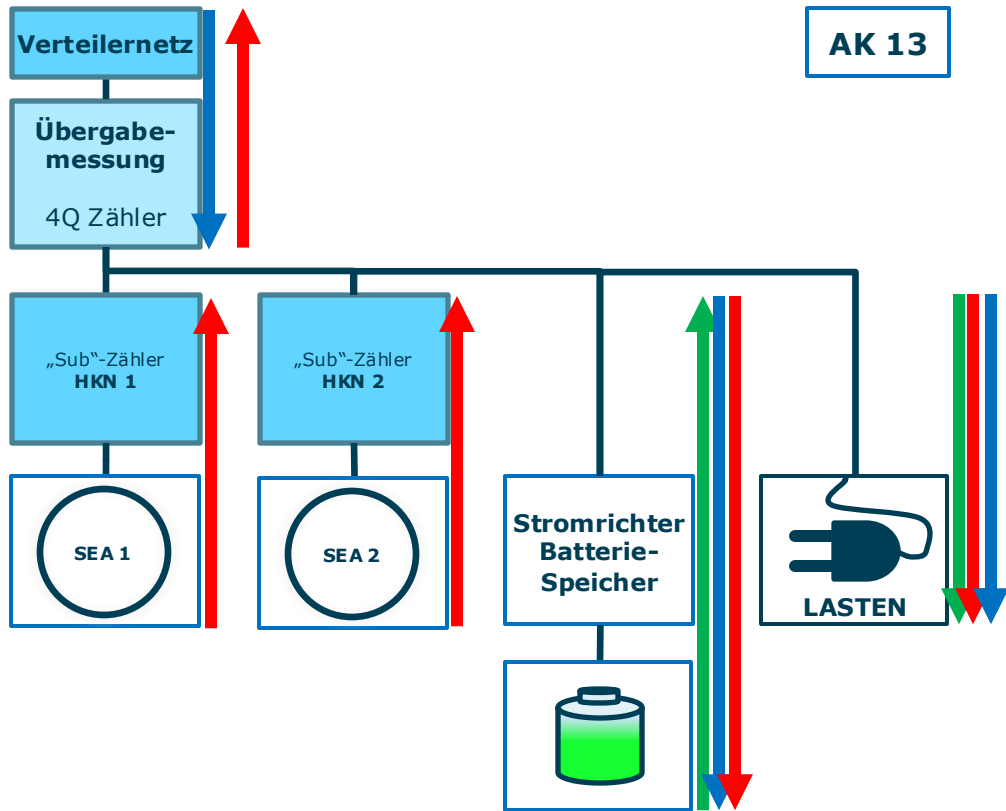 Verteilernetz
AK 13
Übergabe-
messung
4Q Zähler
„Sub“-Zähler
HKN 1
„Sub“-Zähler
HKN 2
SEA 1
SEA 2
Stromrichter
Batterie-
Speicher
LASTEN